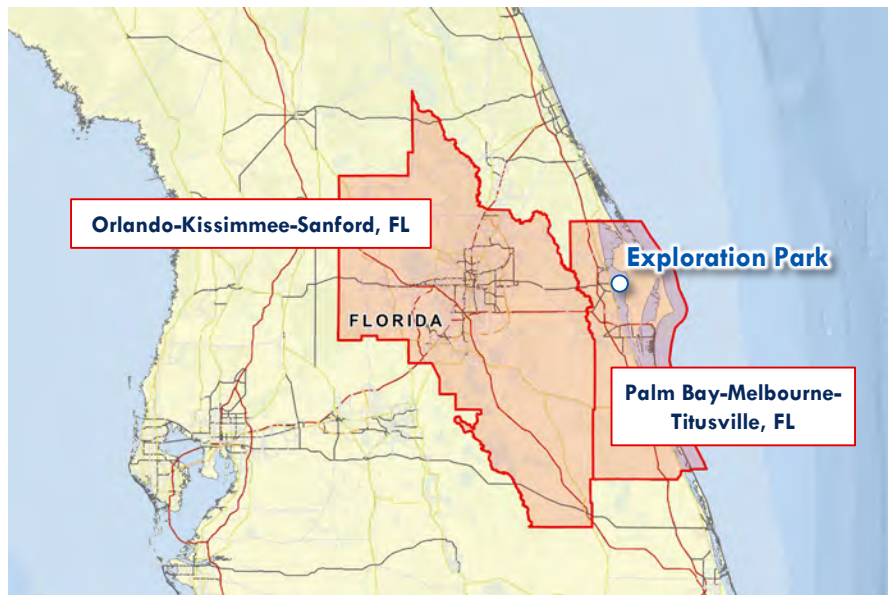 Orlando-Kissimmee-Sanford, FL
Exploration Park
FLORIDA
Palm Bay-Melbourne-
Titusville, FL